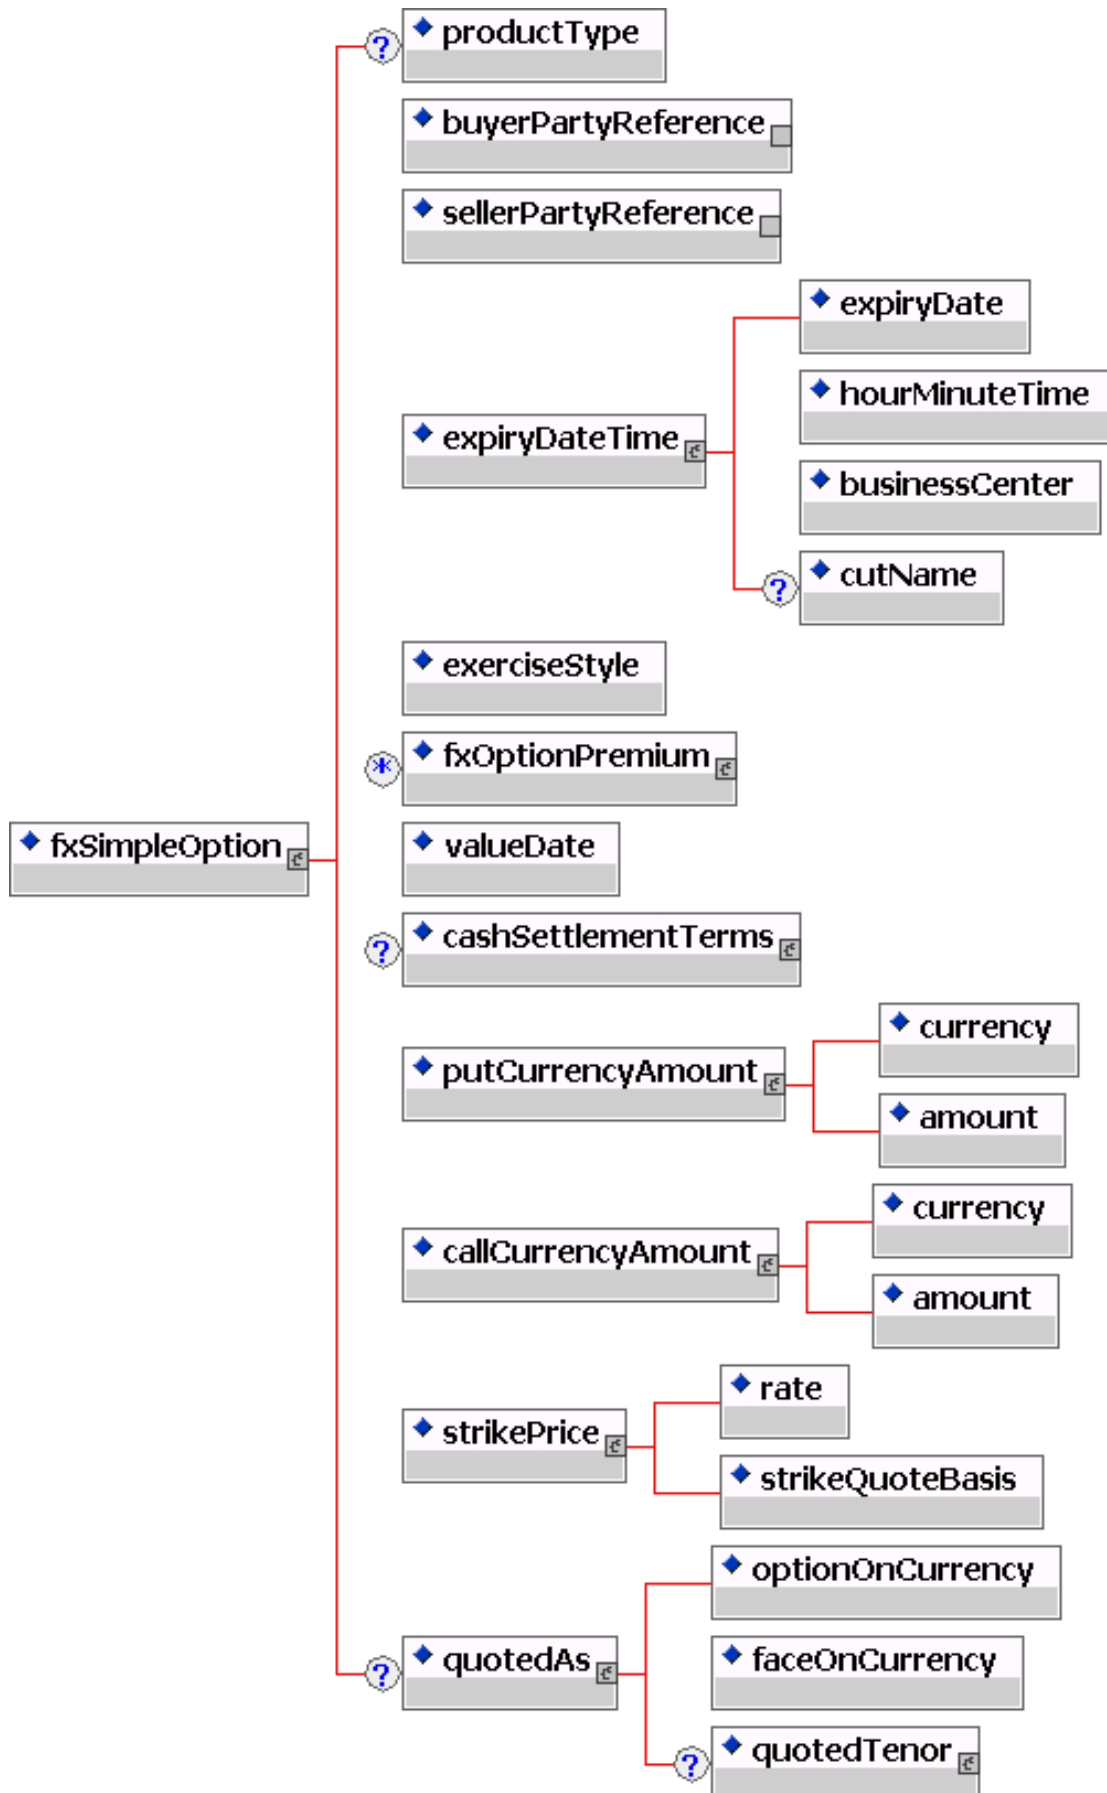 ? productType
buyerPartyReference
sellerPartyReference
expiryDate
hourMinuteTime
expiryDateTime
businessCenter
? cutName
exerciseStyle
* fxOptionPremium
fxSimpleOption
valueDate
? cashSettlementTerms
currency
putCurrencyAmount
amount
currency
callCurrencyAmount
amount
rate
strikePrice
strikeQuoteBasis
optionOnCurrency
? quotedAs
faceOnCurrency
? quotedTenor